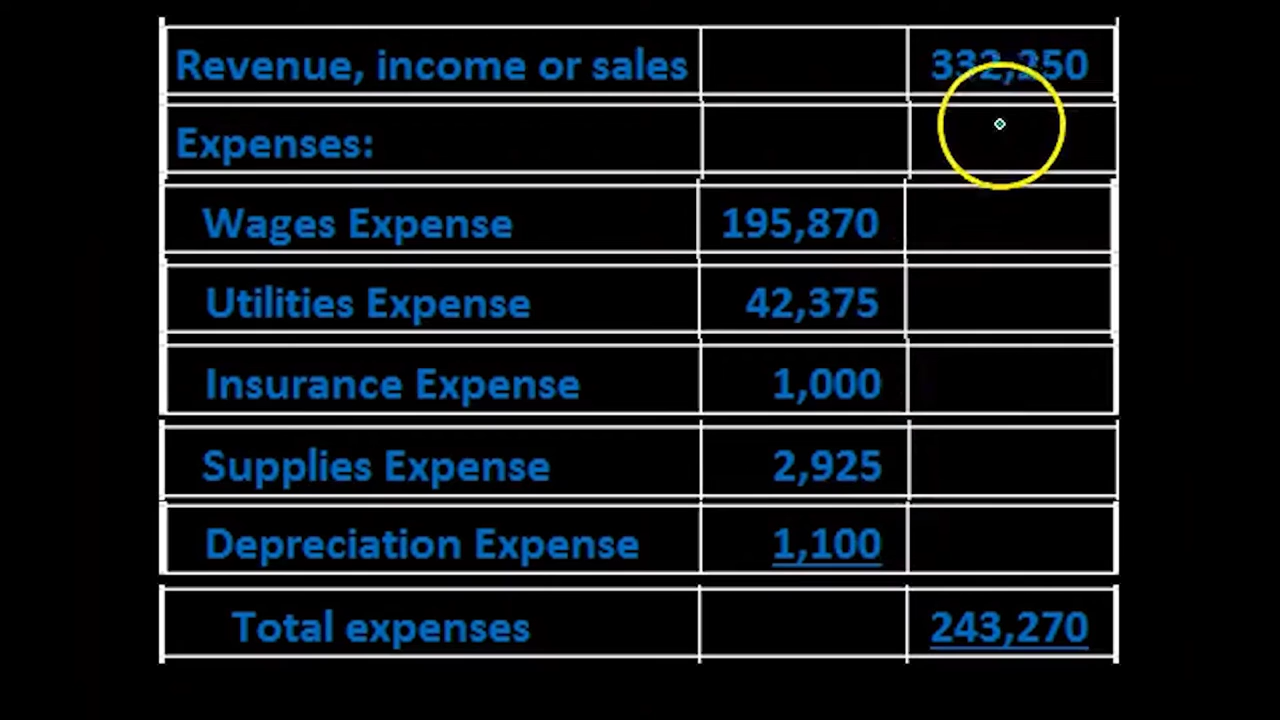 Revenue, income or sales 332,250
Expenses:
Wages Expense 195,870
Utilities Expense 42,375
Insurance Expense 1,000
Supplies Expense 2,925
Depreciation Expense 1,100
Total expenses 243,270